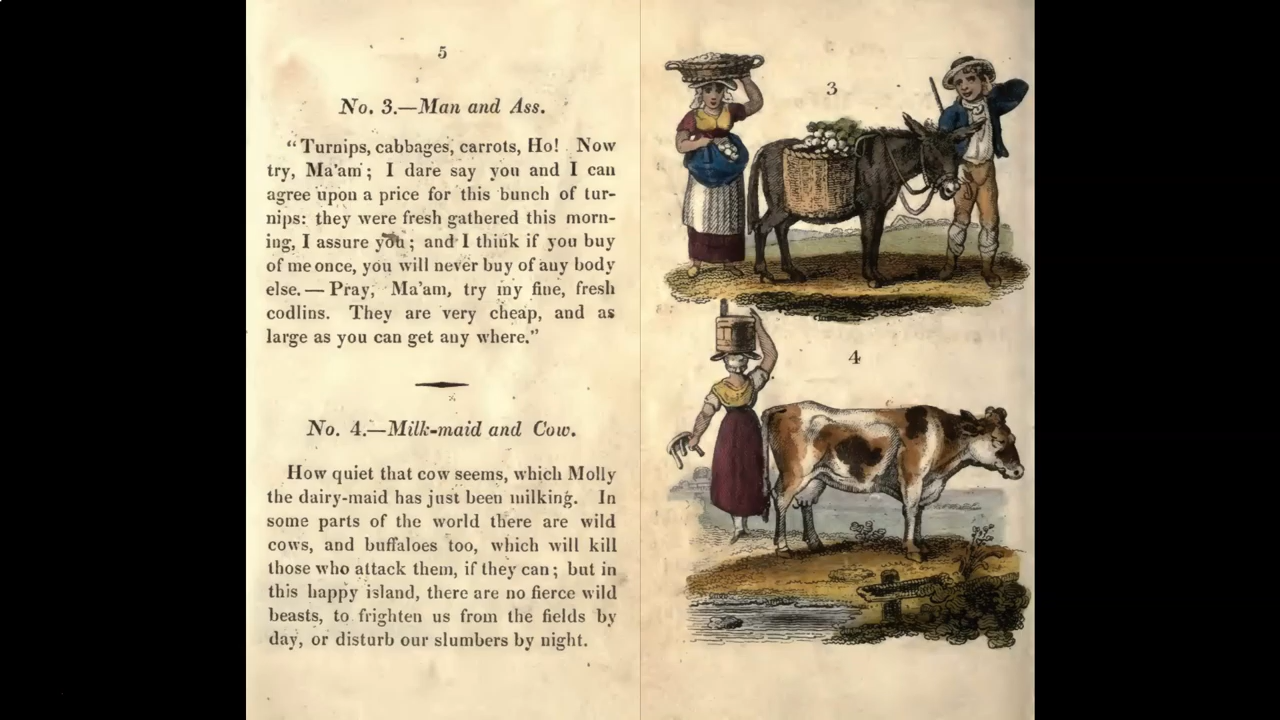 5
No. 3.—Man and Ass.
“Turnips, cabbages, carrots, Ho! Now
try, Ma’am; I dare say you and I can
agree upon a price for this bunch of tur-
nips: they were fresh gathered this morn-
ing, I assure you; and I think if you buy
of me once, you will never buy of any body
else.—Pray, Ma’am, try my fine, fresh
codlins. They are very cheap, and as
large as you can get any where.”
No. 4.—Milk-maid and Cow.
How quiet that cow seems, which Molly
the dairy-maid has just been milking. In
some parts of the world there are wild
cows, and buffaloes too, which will kill
those who attack them, if they can; but in
this happy island, there are no fierce wild
beasts, to frighten us from the fields by
day, or disturb our slumbers by night.
3
4